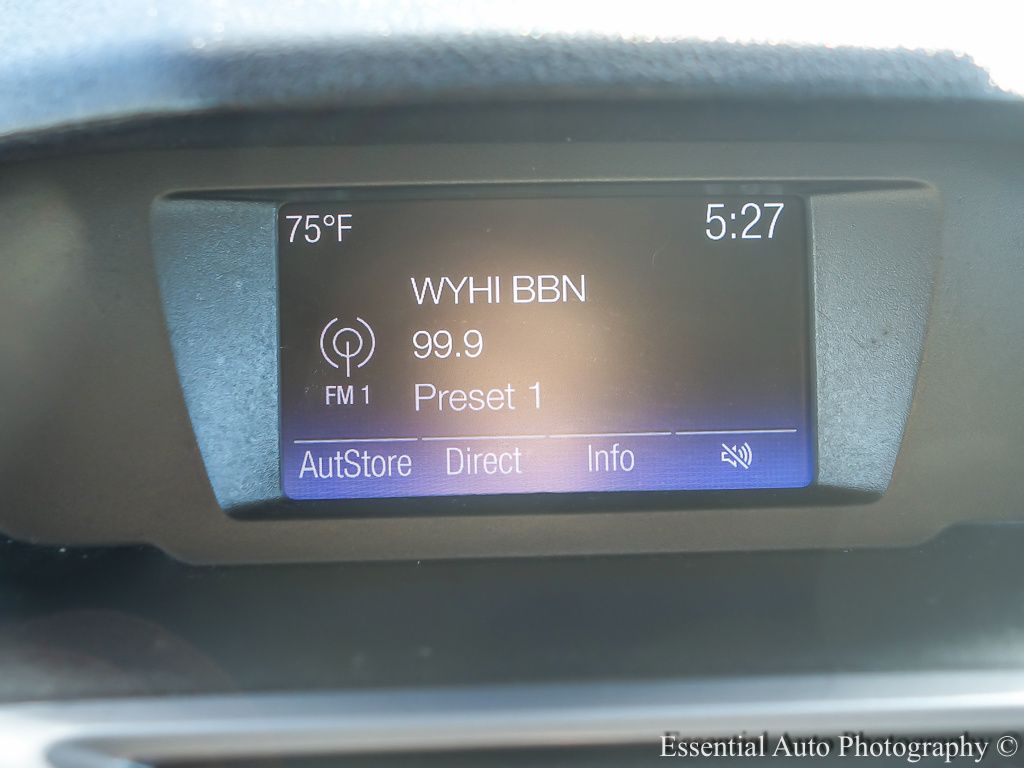 75°F 5:27
WYHI BBN
99.9
FM 1 Preset 1
AutStore Direct Info
Essential Auto Photography ©